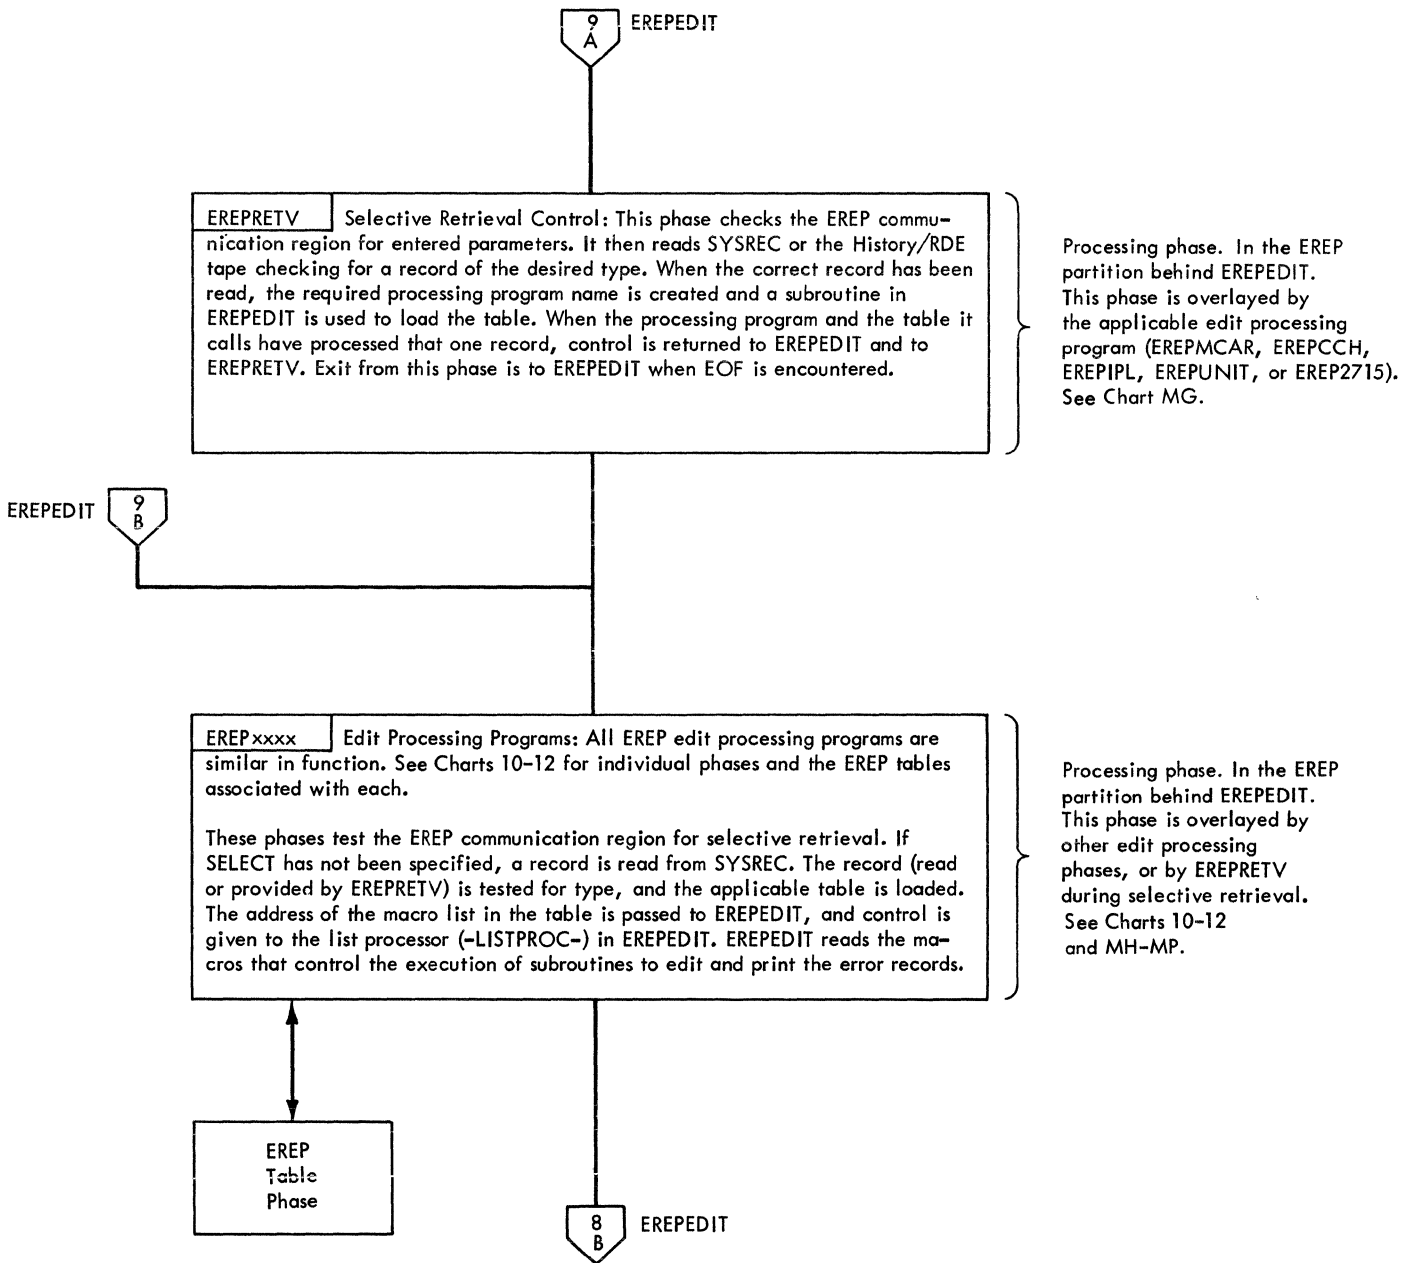 9
A
EREPEDIT
EREPRETV Selective Retrieval Control: This phase checks the EREP commu-
nication region for entered parameters. It then reads SYSREC or the History/RDE
tape checking for a record of the desired type. When the correct record has been
read, the required processing program name is created and a subroutine in
EREPEDIT is used to load the table. When the processing program and the table it
calls have processed that one record, control is returned to EREPEDIT and to
EREPRETV. Exit from this phase is to EREPEDIT when EOF is encountered.
Processing phase. In the EREP
partition behind EREPEDIT.
This phase is overlayed by
the applicable edit processing
program (EREPMCAR, EREPCCH,
EREPIPL, EREPUNIT, or EREP2715).
See Chart MG.
EREPEDIT
9
B
EREPxxxx Edit Processing Programs: All EREP edit processing programs are
similar in function. See Charts 10-12 for individual phases and the EREP tables
associated with each.
These phases test the EREP communication region for selective retrieval. If
SELECT has not been specified, a record is read from SYSREC. The record (read
or provided by EREPRETV) is tested for type, and the applicable table is loaded.
The address of the macro list in the table is passed to EREPEDIT, and control is
given to the list processor (-LISTPROC-) in EREPEDIT. EREPEDIT reads the ma-
cros that control the execution of subroutines to edit and print the error records.
Processing phase. In the EREP
partition behind EREPEDIT.
This phase is overlayed by
other edit processing
phases, or by EREPRETV
during selective retrieval.
See Charts 10-12
and MH-MP.
EREP
Table
Phase
8
B
EREPEDIT